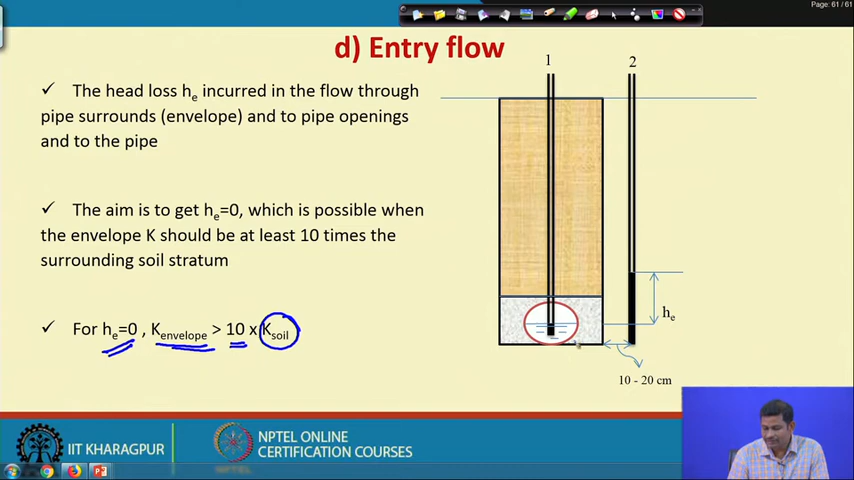 Page: 61 / 61
d) Entry flow
✓ The head loss he incurred in the flow through
pipe surrounds (envelope) and to pipe openings
and to the pipe
✓ The aim is to get he=0, which is possible when
the envelope K should be at least 10 times the
surrounding soil stratum
✓ For he=0 , Kenvelope > 10 x Ksoil
1
2
he
10 - 20 cm
IIT KHARAGPUR
NPTEL ONLINE
CERTIFICATION COURSES